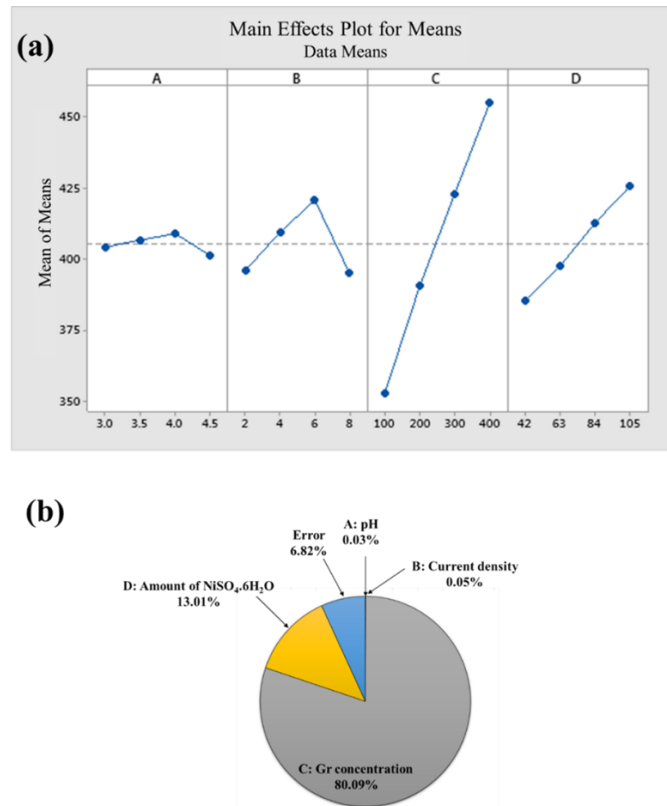 (a)
Main Effects Plot for Means
Data Means
A B C D
Mean of Means
450
425
400
375
350
3.0 3.5 4.0 4.5 2 4 6 8 100 200 300 400 42 63 84 105
(b)
A: pH
0.03%
Error
6.82%
B: Current density
0.05%
D: Amount of NiSO₄.6H₂O
13.01%
C: Gr concentration
80.09%